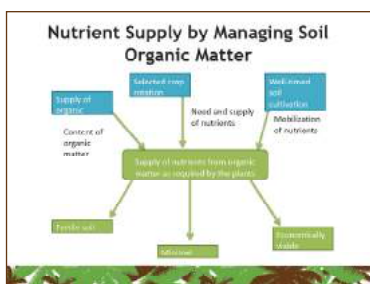 Nutrient Supply by Managing Soil
Organic Matter
Supply of
organic
Selected crop
rotation
Well-timed
soil
cultivation
Content of
organic
matter
Need and supply
of nutrients
Mobilization
of nutrients
Supply of nutrients from organic
matter as required by the plants
Fertile soil
Economically
Viable